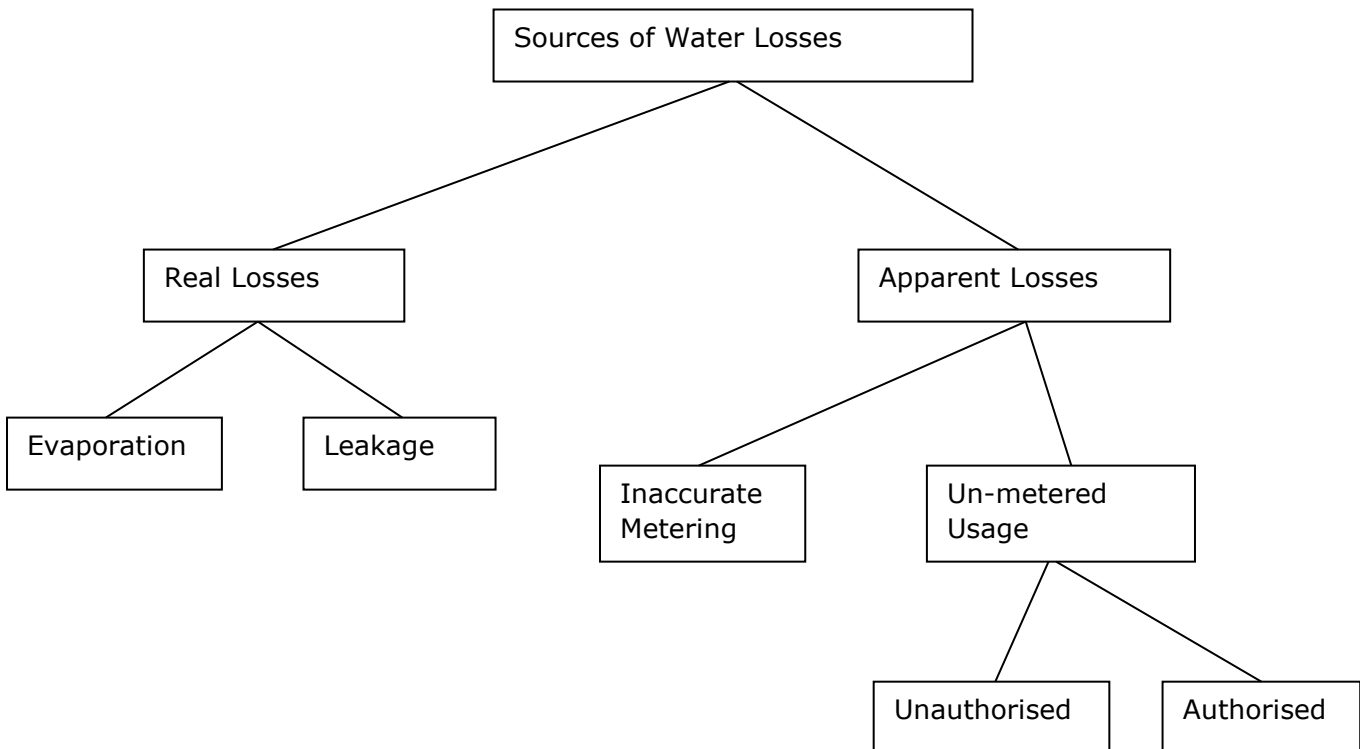 Sources of Water Losses
Real Losses
Apparent Losses
Evaporation
Leakage
Inaccurate
Metering
Un-metered
Usage
Unauthorised
Authorised